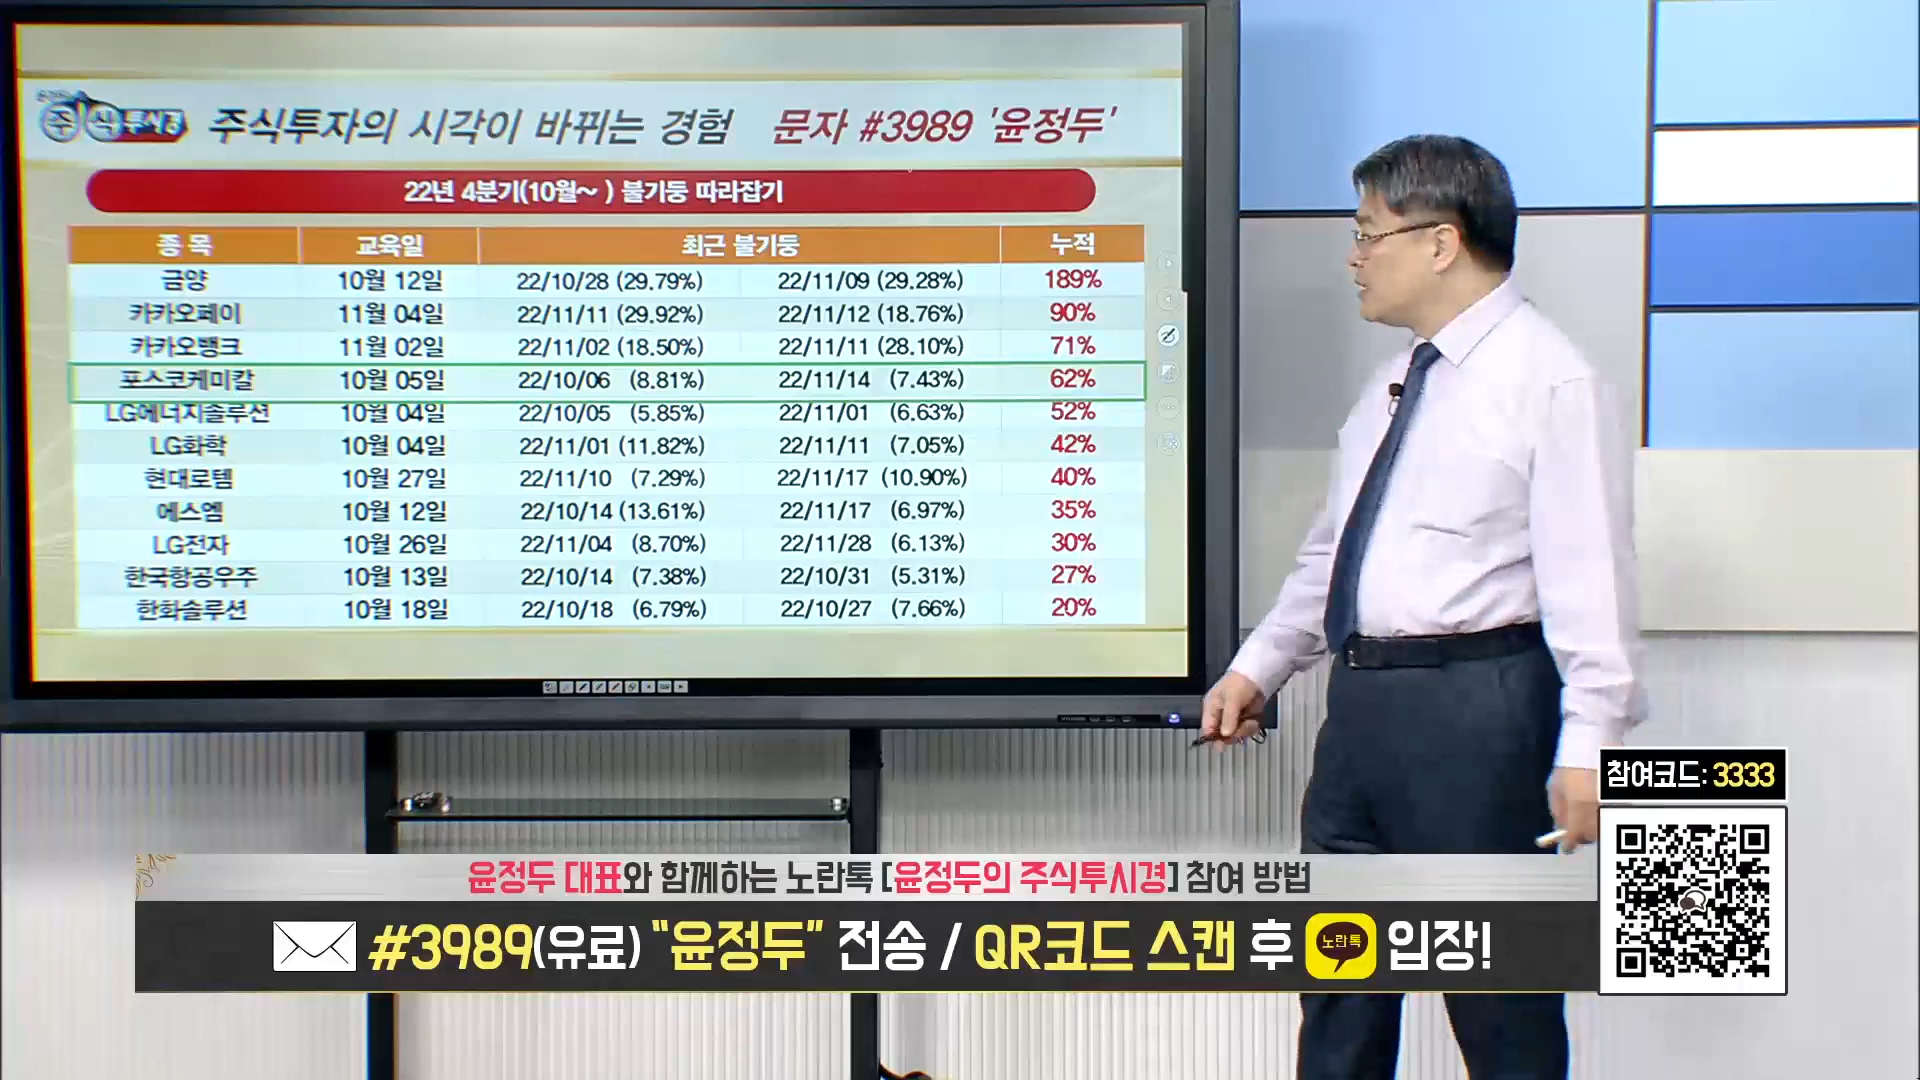 주식투시경
주식투자의 시각이 바뀌는 경험 문자 #3989 '윤정두'
22년 4분기(10월~ ) 불기둥 따라잡기
종 목 교육일 최근 불기둥 누적
금양 10월 12일 22/10/28 (29.79%) 22/11/09 (29.28%) 189%
카카오페이 11월 04일 22/11/11 (29.92%) 22/11/12 (18.76%) 90%
카카오뱅크 11월 02일 22/11/02 (18.50%) 22/11/11 (28.10%) 71%
포스코케미칼 10월 05일 22/10/06 (8.81%) 22/11/14 (7.43%) 62%
LG에너지솔루션 10월 04일 22/10/05 (5.85%) 22/11/01 (6.63%) 52%
LG화학 10월 04일 22/11/01 (11.82%) 22/11/11 (7.05%) 42%
현대로템 10월 27일 22/11/10 (7.29%) 22/11/17 (10.90%) 40%
에스엠 10월 12일 22/10/14 (13.61%) 22/11/17 (6.97%) 35%
LG전자 10월 26일 22/11/04 (8.70%) 22/11/28 (6.13%) 30%
한국항공우주 10월 13일 22/10/14 (7.38%) 22/10/31 (5.31%) 27%
한화솔루션 10월 18일 22/10/18 (6.79%) 22/10/27 (7.66%) 20%
참여코드: 3333
윤정두 대표와 함께하는 노란톡 [윤정두의 주식투시경] 참여 방법
#3989(유료) "윤정두" 전송 / QR코드 스캔 후 노란톡 입장!